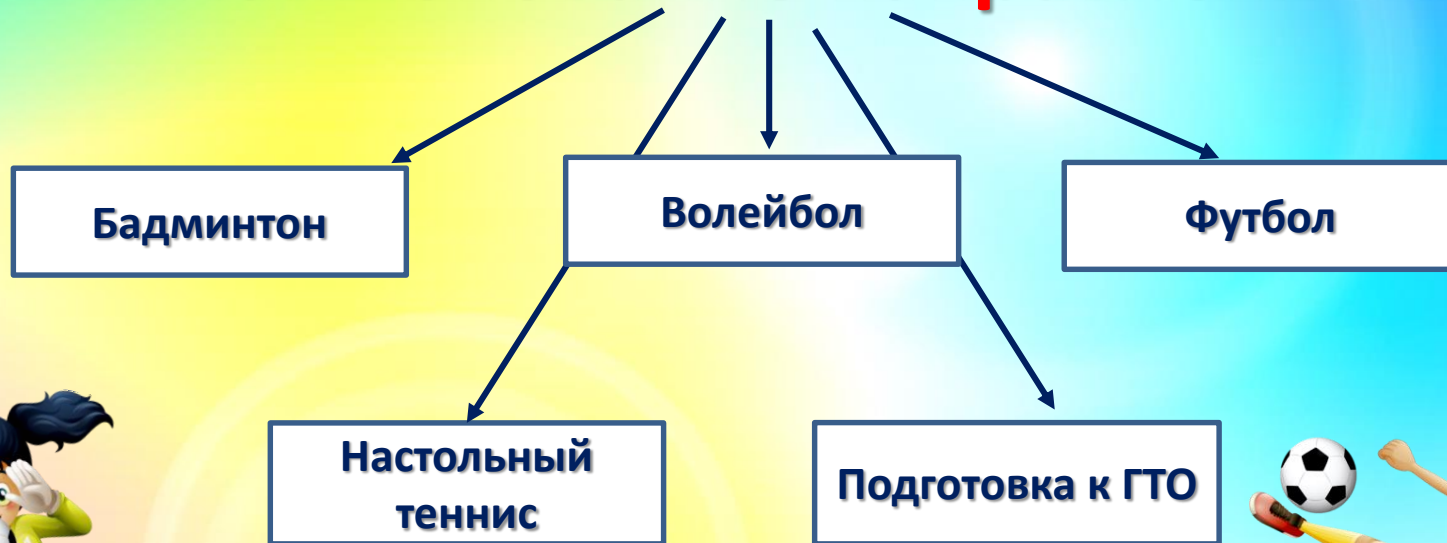 Бадминтон
Волейбол
Футбол
Настольный
теннис
Подготовка к ГТО